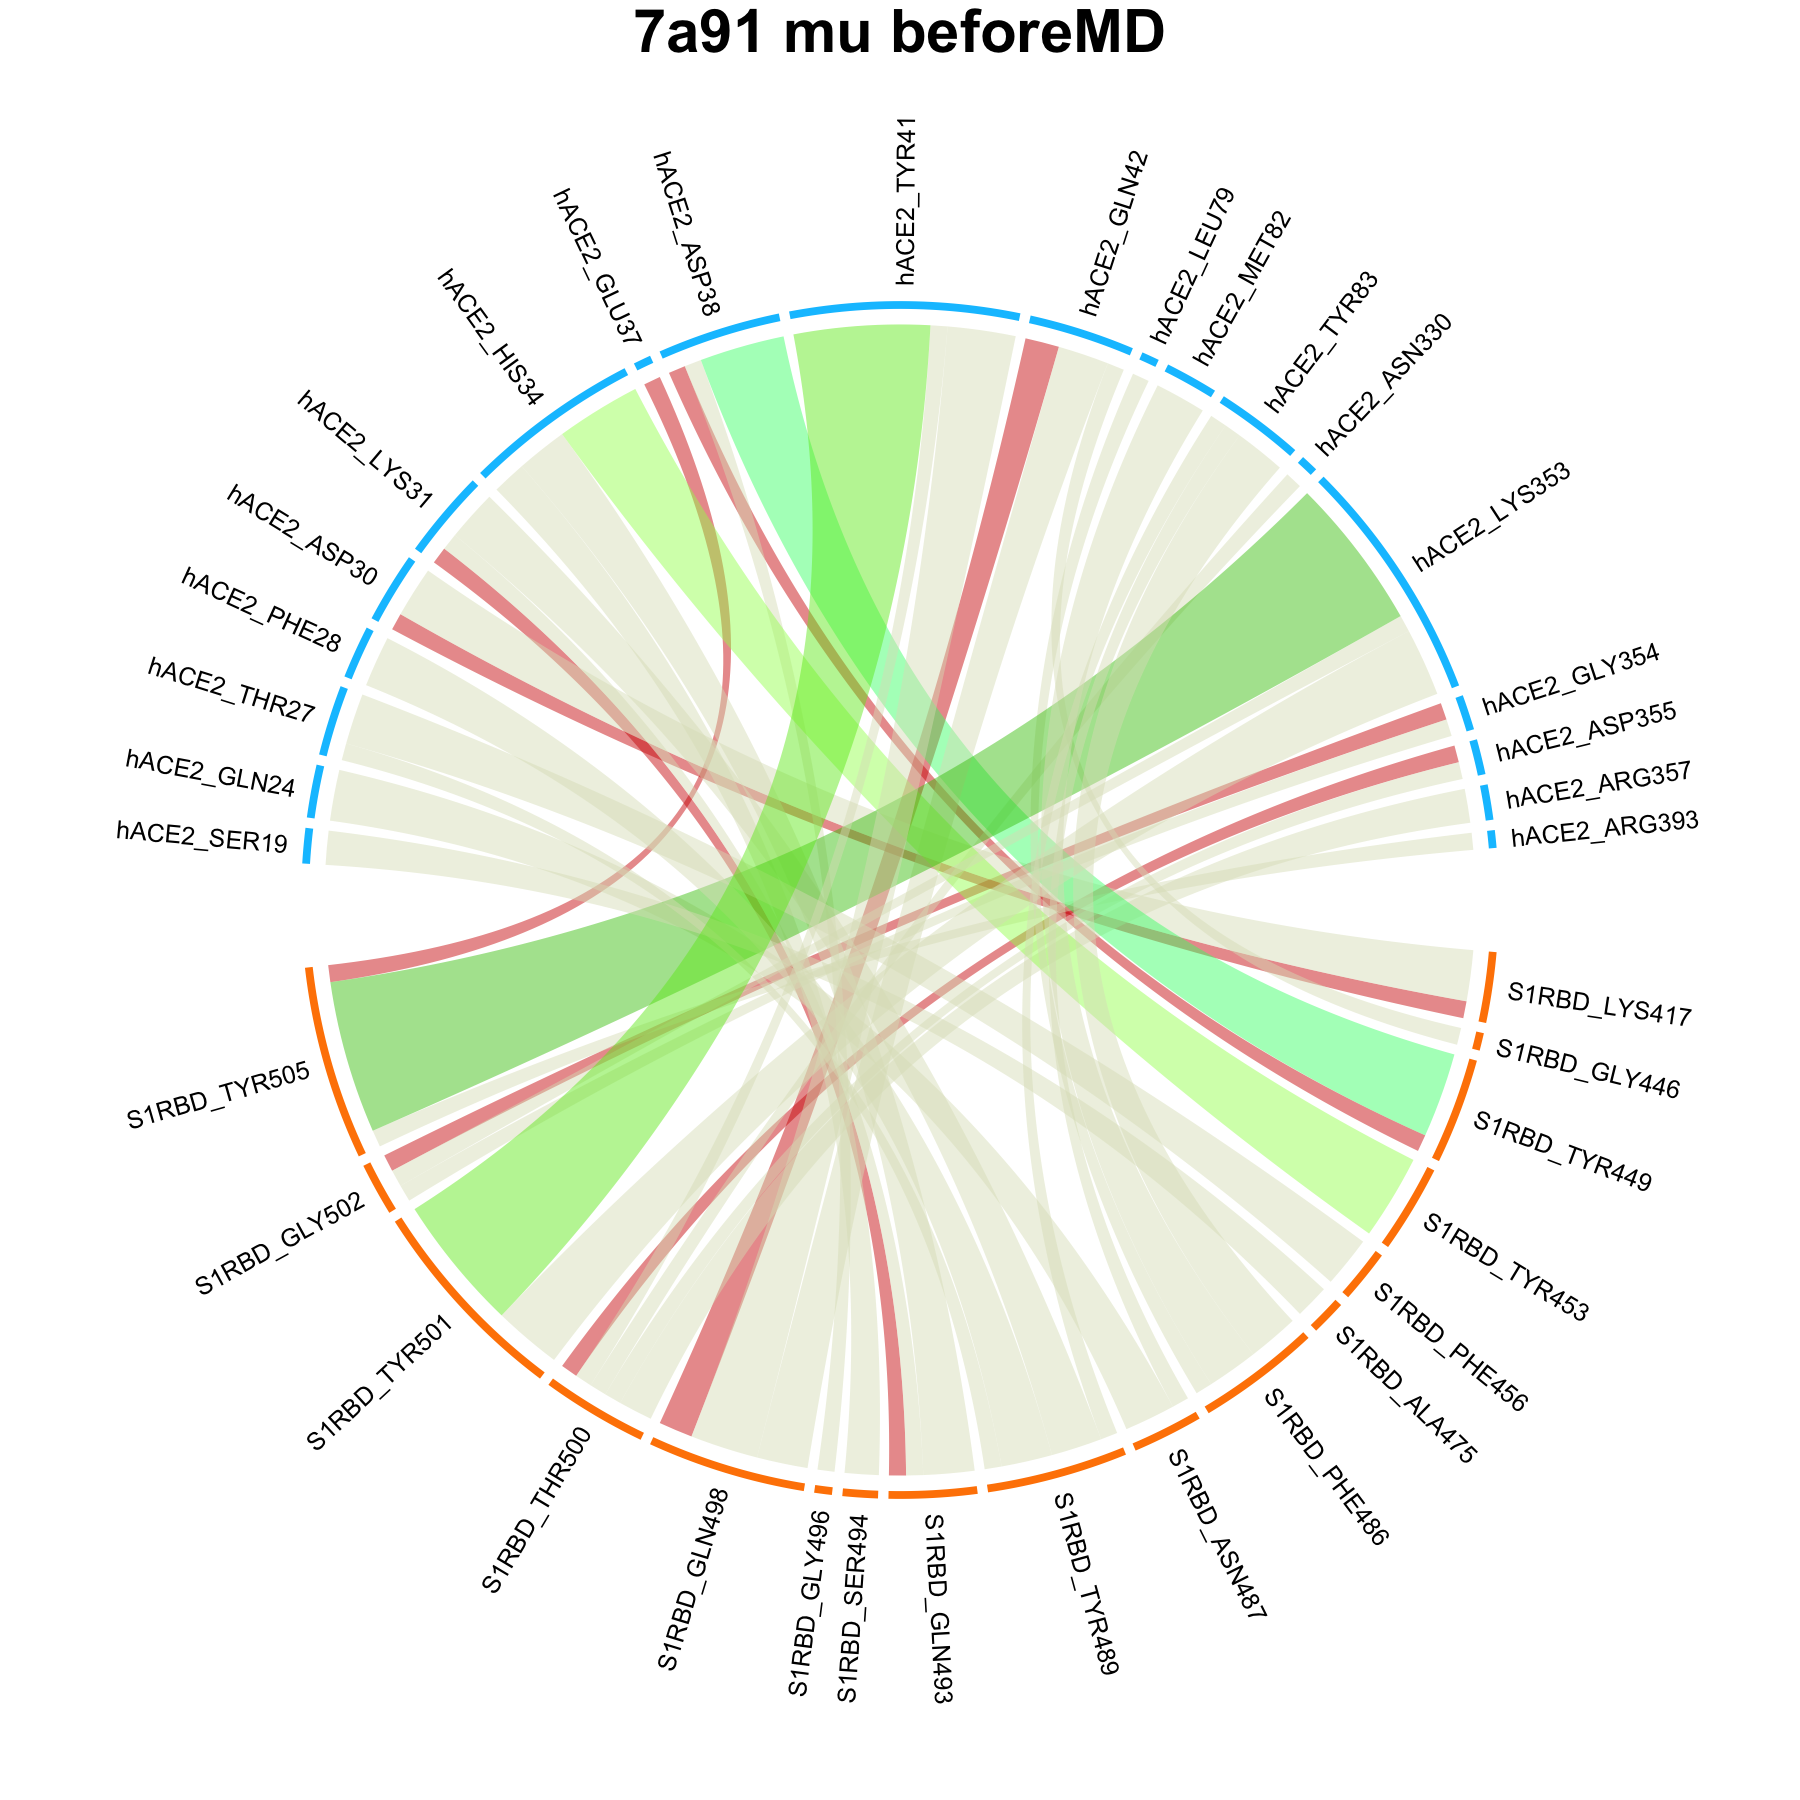 7a91 mu beforeMD
hACE2_SER19
hACE2_GLN24
hACE2_THR27
hACE2_PHE28
hACE2_ASP30
hACE2_LYS31
hACE2_HIS34
hACE2_GLU37
hACE2_ASP38
hACE2_TYR41
hACE2_GLN42
hACE2_LEU79
hACE2_MET82
hACE2_TYR83
hACE2_ASN330
hACE2_LYS353
hACE2_GLY354
hACE2_ASP355
hACE2_ARG357
hACE2_ARG393
S1RBD_LYS417
S1RBD_GLY446
S1RBD_TYR449
S1RBD_TYR453
S1RBD_PHE456
S1RBD_ALA475
S1RBD_PHE486
S1RBD_ASN487
S1RBD_TYR489
S1RBD_GLN493
S1RBD_SER494
S1RBD_GLY496
S1RBD_GLN498
S1RBD_THR500
S1RBD_TYR501
S1RBD_GLY502
S1RBD_TYR505